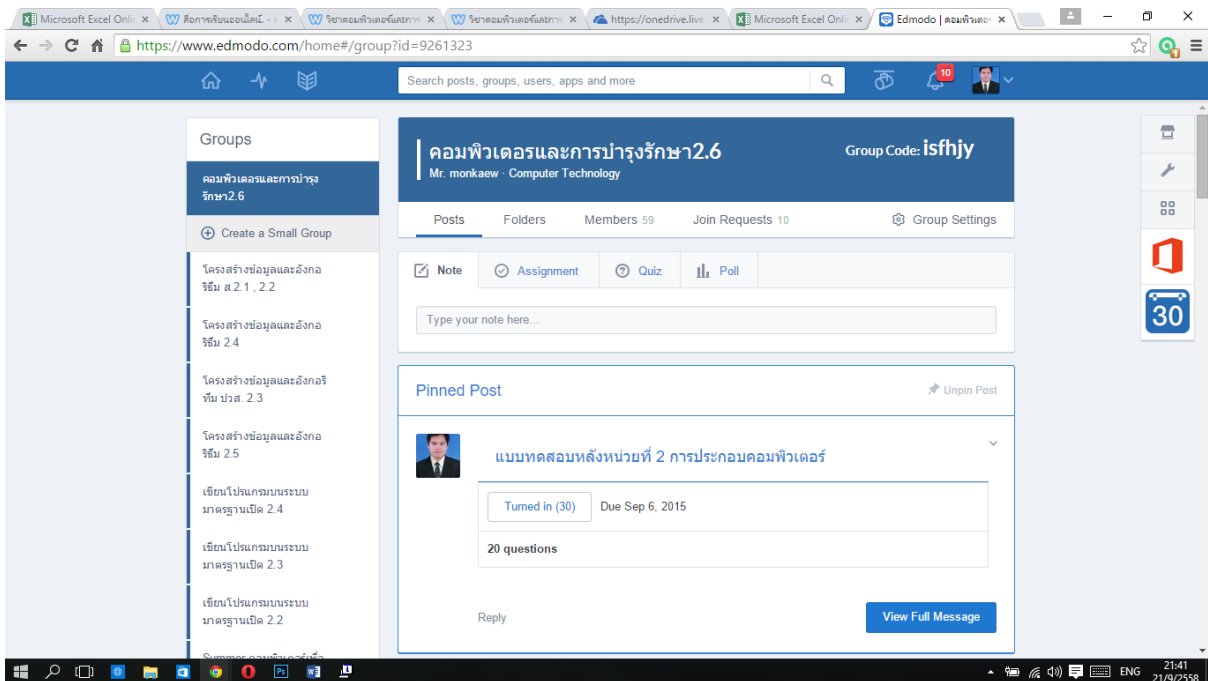 Microsoft Excel Onli
สื่อการเรียนออนไลน์ -
https://onedrive.live
Microsoft Excel Onli
Edmodo |
https://www.edmodo.com/home#/group?id=9261323
Search posts, groups, users, apps and more
10
Groups
คอมพิวเตอรและการบำรุง
รักษา2.6
Create a Small Group
โครงสร้างข้อมูลและอังกอ
ริธึม ส.2.1 , 2.2
โครงสร้างข้อมูลและอังกอ
ริธึม 2.4
โครงสร้างข้อมูลและอังกอริ
ทึม ปวส. 2.3
โครงสร้างข้อมูลและอังกอ
ริธึม 2.5
เขียนโปรแกรมบนระบบ
มาตรฐานเปิด 2.4
เขียนโปรแกรมบนระบบ
มาตรฐานเปิด 2.3
เขียนโปรแกรมบนระบบ
มาตรฐานเปิด 2.2
คอมพิวเตอรและการบำรุงรักษา2.6
Mr. monkaew · Computer Technology
Group Code: isfhjy
Posts Folders Members 59 Join Requests 10 Group Settings
Note Assignment Quiz Poll
Type your note here...
Pinned Post
Unpin Post
แบบทดสอบหลังหน่วยที่ 2 การประกอบคอมพิวเตอร์
Turned in (30) Due Sep 6, 2015
20 questions
Reply
View Full Message
30
ENG
21:41
21/9/2558